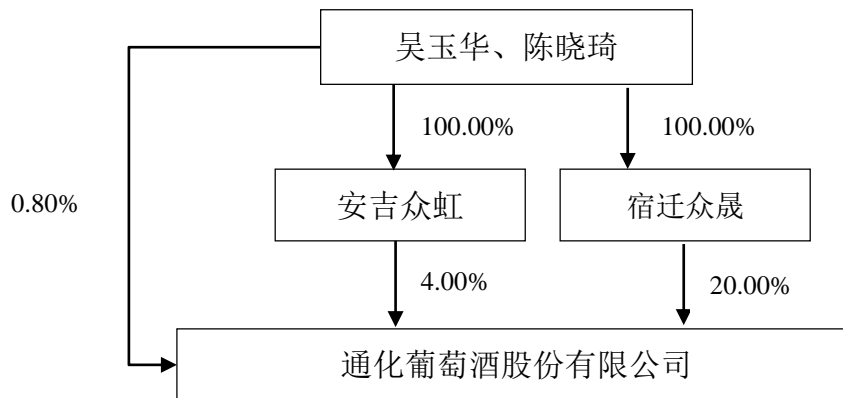 吴玉华、陈晓琦
100.00%
100.00%
0.80%
安吉众虹
宿迁众晟
4.00%
20.00%
通化葡萄酒股份有限公司